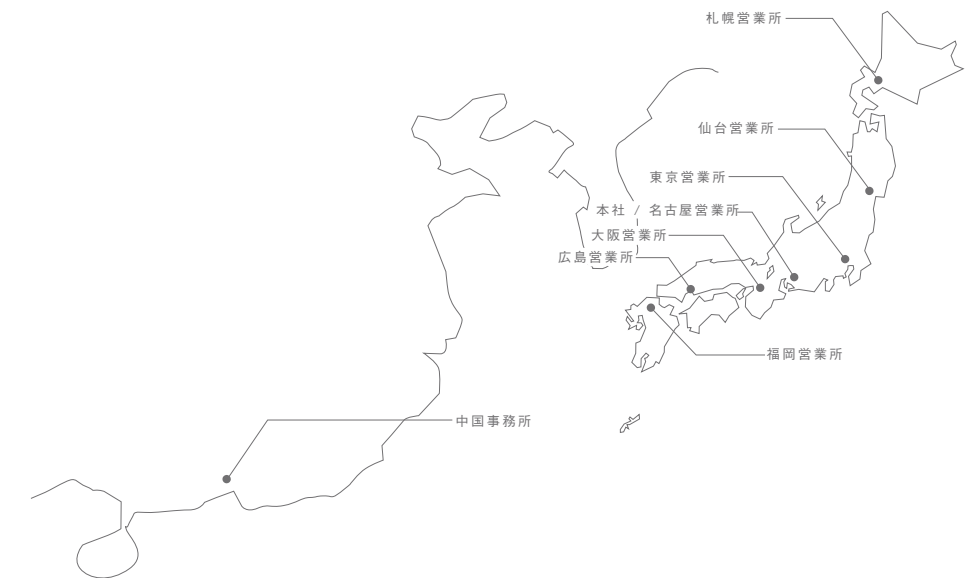 札幌営業所
仙台営業所
東京営業所
本社 / 名古屋営業所
大阪営業所
広島営業所
福岡営業所
中国事務所